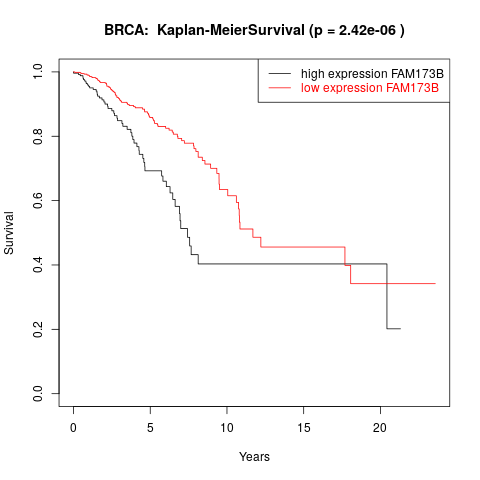 BRCA:  Kaplan-MeierSurvival (p = 2.42e-06 )
high expression FAM173B
low expression FAM173B
Survival
1.0
0.8
0.6
0.4
0.2
0.0
0 5 10 15 20
Years